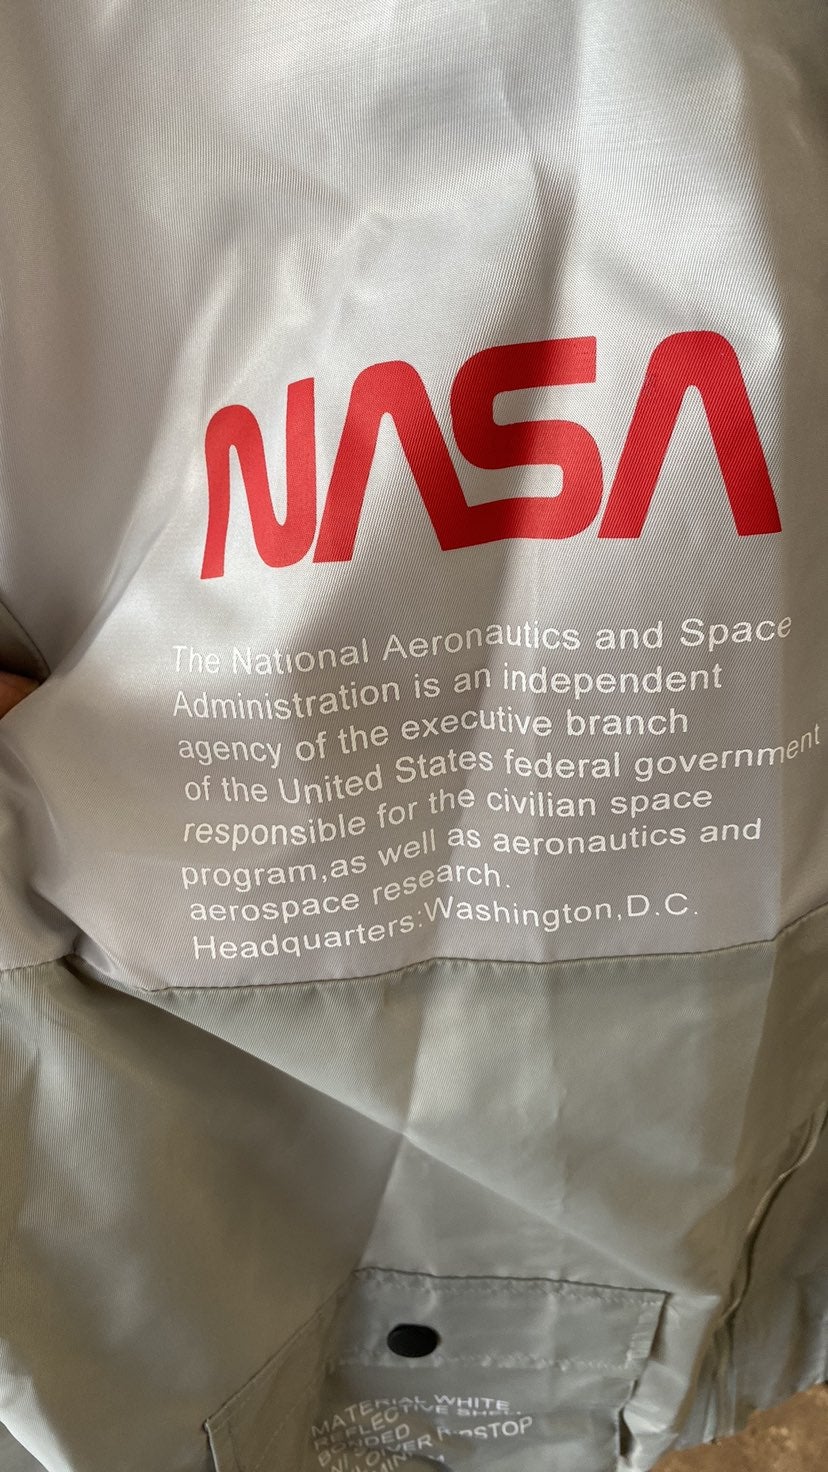 NASA
The National Aeronautics and Space
Administration is an independent
agency of the executive branch
of the United States federal government
responsible for the civilian space
program,as well as aeronautics and
aerospace research.
Headquarters:Washington,D.C.
MATERIAL WHITE
BONDED